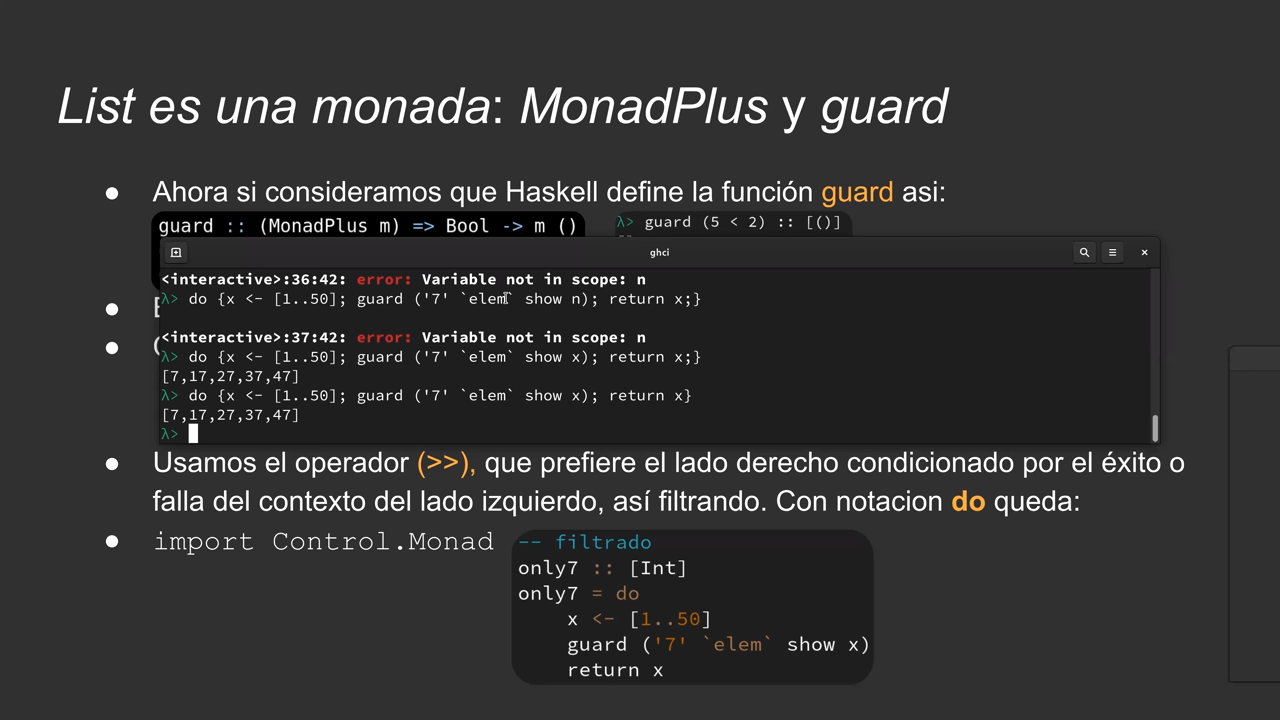 List es una monada: MonadPlus y guard
● Ahora si consideramos que Haskell define la función guard asi:
guard :: (MonadPlus m) => Bool -> m ()
λ> guard (5 < 2) :: [()]
ghci
<interactive>:36:42: error: Variable not in scope: n
λ> do {x <- [1..50]; guard ('7' `elem` show n); return x;}
<interactive>:37:42: error: Variable not in scope: n
λ> do {x <- [1..50]; guard ('7' `elem` show x); return x;}
[7,17,27,37,47]
λ> do {x <- [1..50]; guard ('7' `elem` show x); return x}
[7,17,27,37,47]
λ>
● Usamos el operador (>>), que prefiere el lado derecho condicionado por el éxito o
falla del contexto del lado izquierdo, así filtrando. Con notacion do queda:
● import Control.Monad
-- filtrado
only7 :: [Int]
only7 = do
x <- [1..50]
guard ('7' `elem` show x)
return x